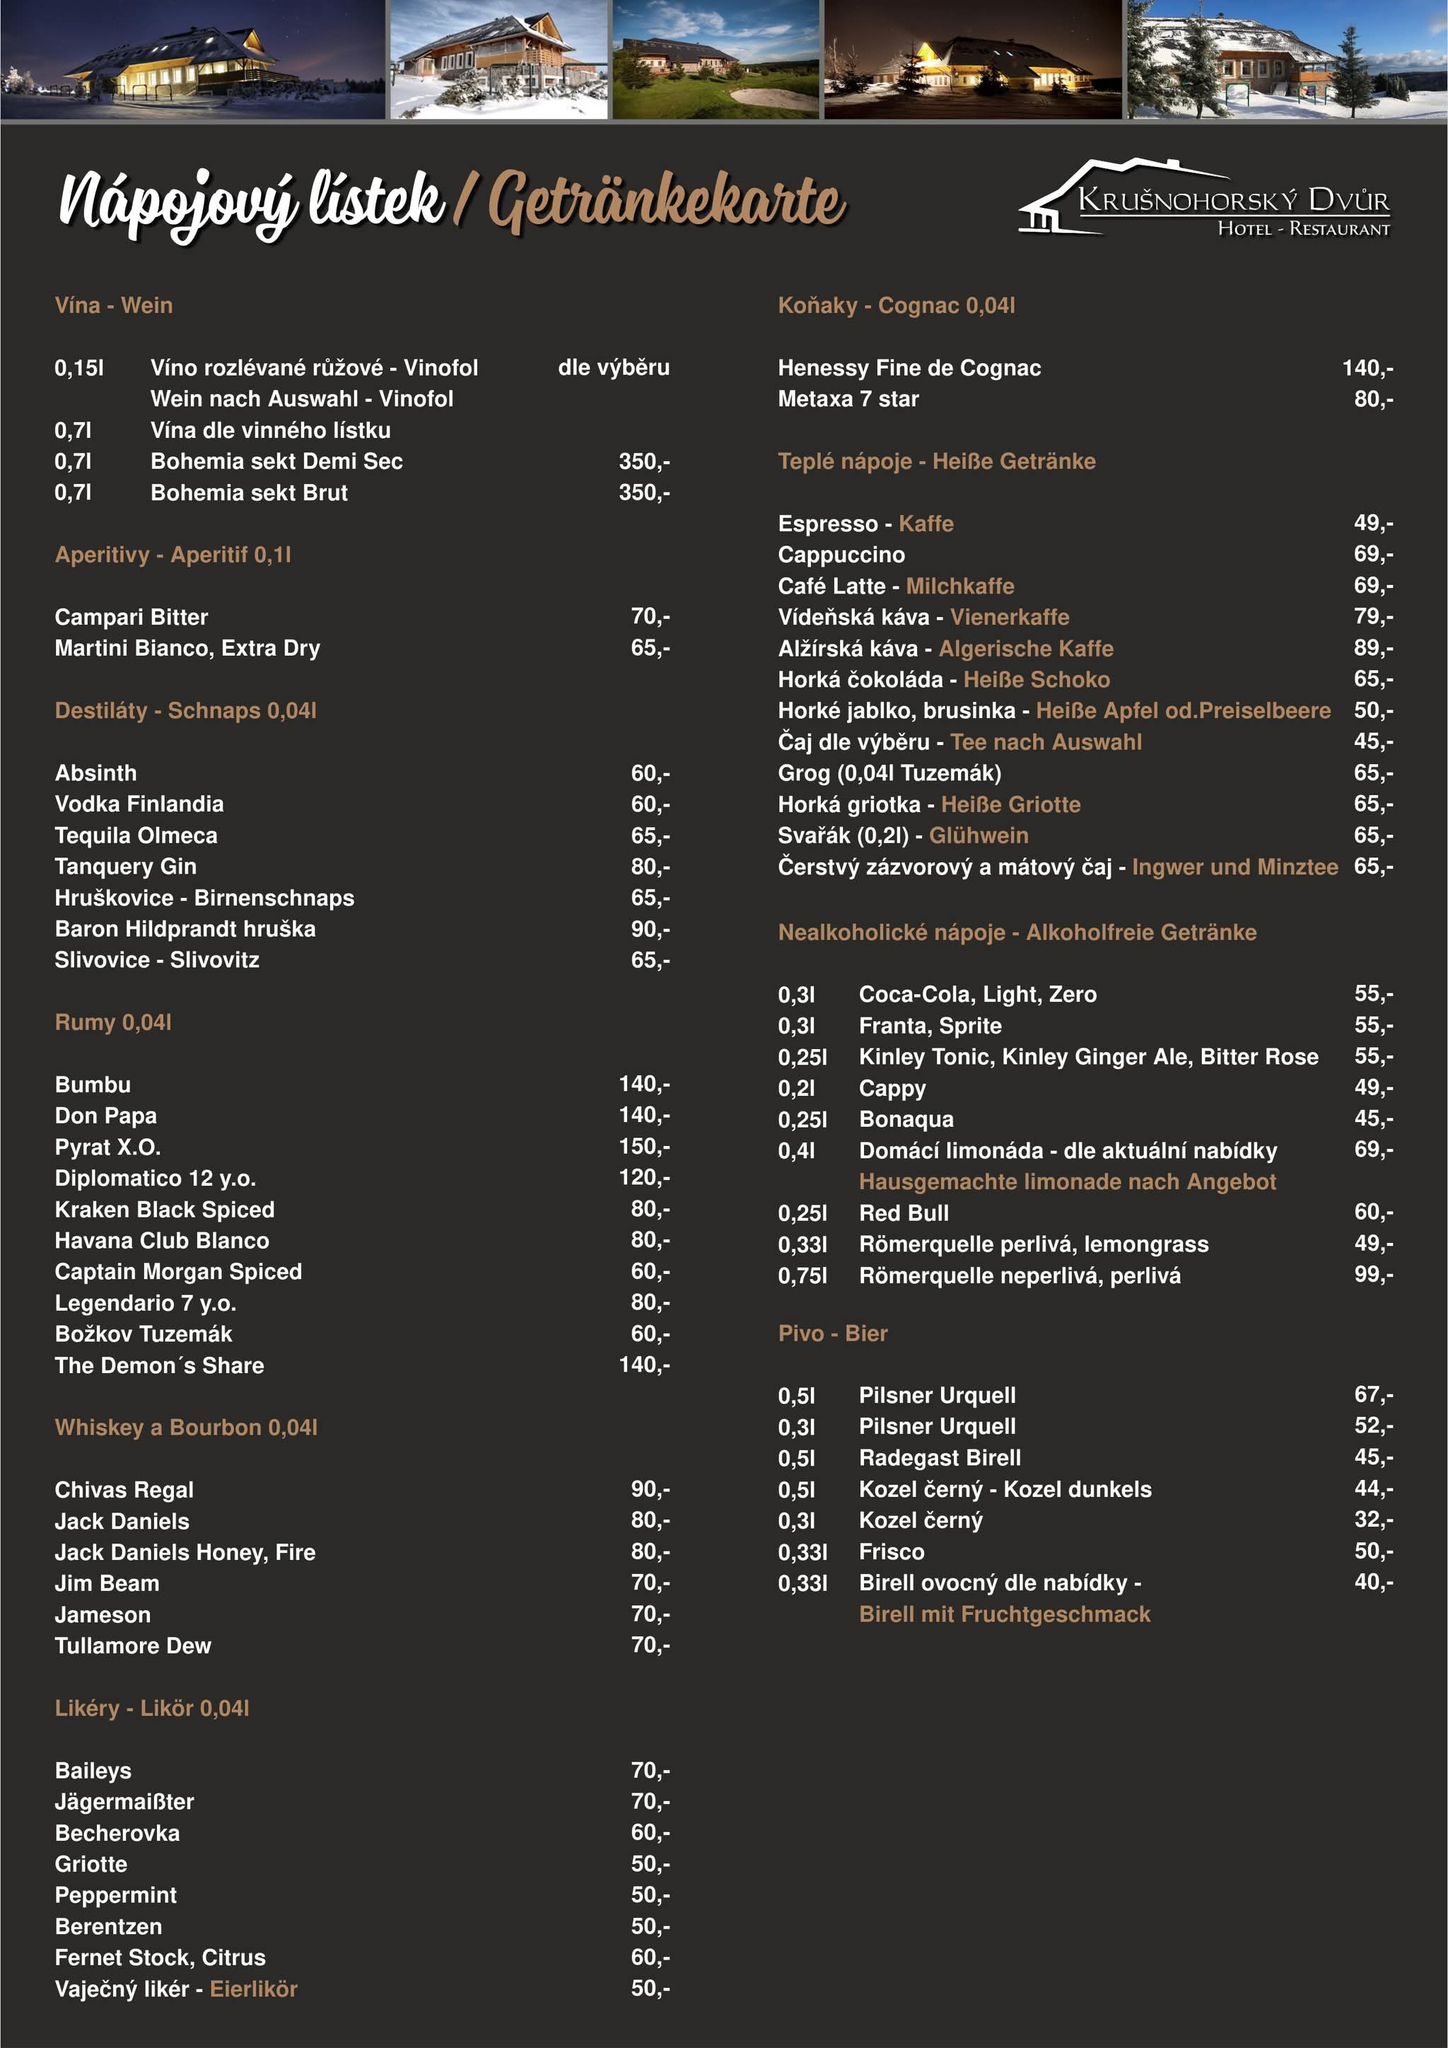 Nápojový lístek / Getränkekarte
KRUŠNOHORSKÝ DVŮR
HOTEL - RESTAURANT
Vína - Wein
0,15l Víno rozlévané růžové - Vinofol dle výběru
Wein nach Auswahl - Vinofol
0,7l Vína dle vinného lístku
0,7l Bohemia sekt Demi Sec 350,-
0,7l Bohemia sekt Brut 350,-
Aperitivy - Aperitif 0,1l
Campari Bitter 70,-
Martini Bianco, Extra Dry 65,-
Destiláty - Schnaps 0,04l
Absinth 60,-
Vodka Finlandia 60,-
Tequila Olmeca 65,-
Tanquery Gin 80,-
Hruškovice - Birnenschnaps 65,-
Baron Hildprandt hruška 90,-
Slivovice - Slivovitz 65,-
Rumy 0,04l
Bumbu 140,-
Don Papa 140,-
Pyrat X.O. 150,-
Diplomatico 12 y.o. 120,-
Kraken Black Spiced 80,-
Havana Club Blanco 80,-
Captain Morgan Spiced 60,-
Legendario 7 y.o. 80,-
Božkov Tuzemák 60,-
The Demon´s Share 140,-
Whiskey a Bourbon 0,04l
Chivas Regal 90,-
Jack Daniels 80,-
Jack Daniels Honey, Fire 80,-
Jim Beam 70,-
Jameson 70,-
Tullamore Dew 70,-
Likéry - Likör 0,04l
Baileys 70,-
Jägermaißter 70,-
Becherovka 60,-
Griotte 50,-
Peppermint 50,-
Berentzen 50,-
Fernet Stock, Citrus 60,-
Vaječný likér - Eierlikör 50,-
Koňaky - Cognac 0,04l
Henessy Fine de Cognac 140,-
Metaxa 7 star 80,-
Teplé nápoje - Heiße Getränke
Espresso - Kaffe 49,-
Cappuccino 69,-
Café Latte - Milchkaffe 69,-
Vídeňská káva - Vienerkaffe 79,-
Alžírská káva - Algerische Kaffe 89,-
Horká čokoláda - Heiße Schoko 65,-
Horké jablko, brusinka - Heiße Apfel od.Preiselbeere 50,-
Čaj dle výběru - Tee nach Auswahl 45,-
Grog (0,04l Tuzemák) 65,-
Horká griotka - Heiße Griotte 65,-
Svařák (0,2l) - Glühwein 65,-
Čerstvý zázvorový a mátový čaj - Ingwer und Minztee 65,-
Nealkoholické nápoje - Alkoholfreie Getränke
0,3l Coca-Cola, Light, Zero 55,-
0,3l Franta, Sprite 55,-
0,25l Kinley Tonic, Kinley Ginger Ale, Bitter Rose 55,-
0,2l Cappy 49,-
0,25l Bonaqua 45,-
0,4l Domácí limonáda - dle aktuální nabídky 69,-
Hausgemachte limonade nach Angebot
0,25l Red Bull 60,-
0,33l Römerquelle perlivá, lemongrass 49,-
0,75l Römerquelle neperlivá, perlivá 99,-
Pivo - Bier
0,5l Pilsner Urquell 67,-
0,3l Pilsner Urquell 52,-
0,5l Radegast Birell 45,-
0,5l Kozel černý - Kozel dunkels 44,-
0,3l Kozel černý 32,-
0,33l Frisco 50,-
0,33l Birell ovocný dle nabídky - 40,-
Birell mit Fruchtgeschmack